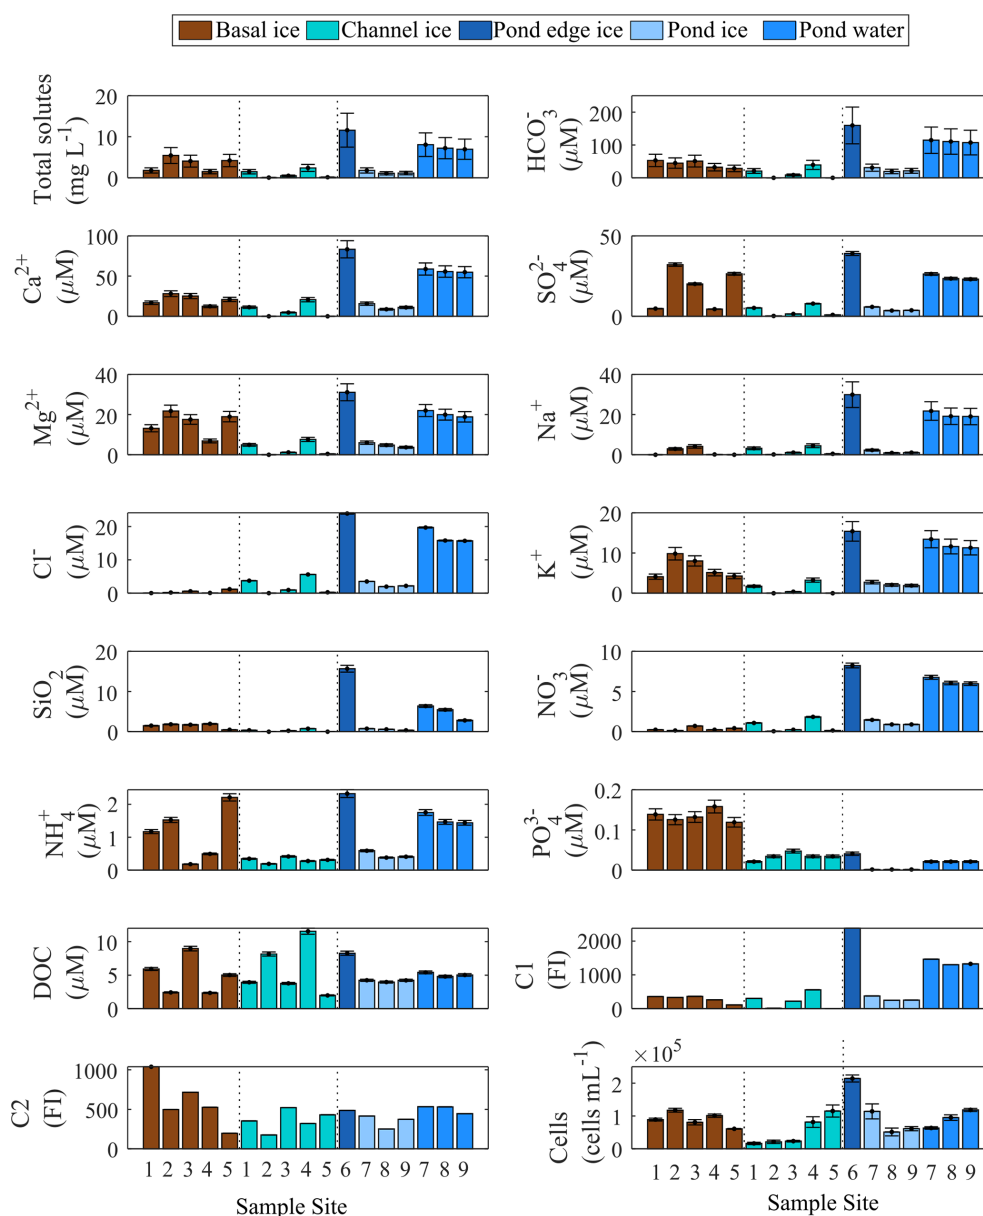 Basal ice Channel ice Pond edge ice Pond ice Pond water
Total solutes
(mg L⁻¹)
20
10
0
HCO₃⁻
(μM)
200
100
0
Ca²⁺
(μM)
100
50
0
SO₄²⁻
(μM)
50
0
Mg²⁺
(μM)
40
20
0
Na⁺
(μM)
40
20
0
Cl⁻
(μM)
20
10
0
K⁺
(μM)
20
10
0
SiO₂
(μM)
20
10
0
NO₃⁻
(μM)
10
5
0
NH₄⁺
(μM)
2
1
0
PO₄³⁻
(μM)
0.2
0.1
0
DOC
(μM)
10
5
0
C1
(FI)
2000
1000
0
C2
(FI)
1000
500
0
Cells
(cells mL⁻¹)
×10⁵
2
1
0
1 2 3 4 5 1 2 3 4 5 6 7 8 9 7 8 9
Sample Site
1 2 3 4 5 1 2 3 4 5 6 7 8 9 7 8 9
Sample Site